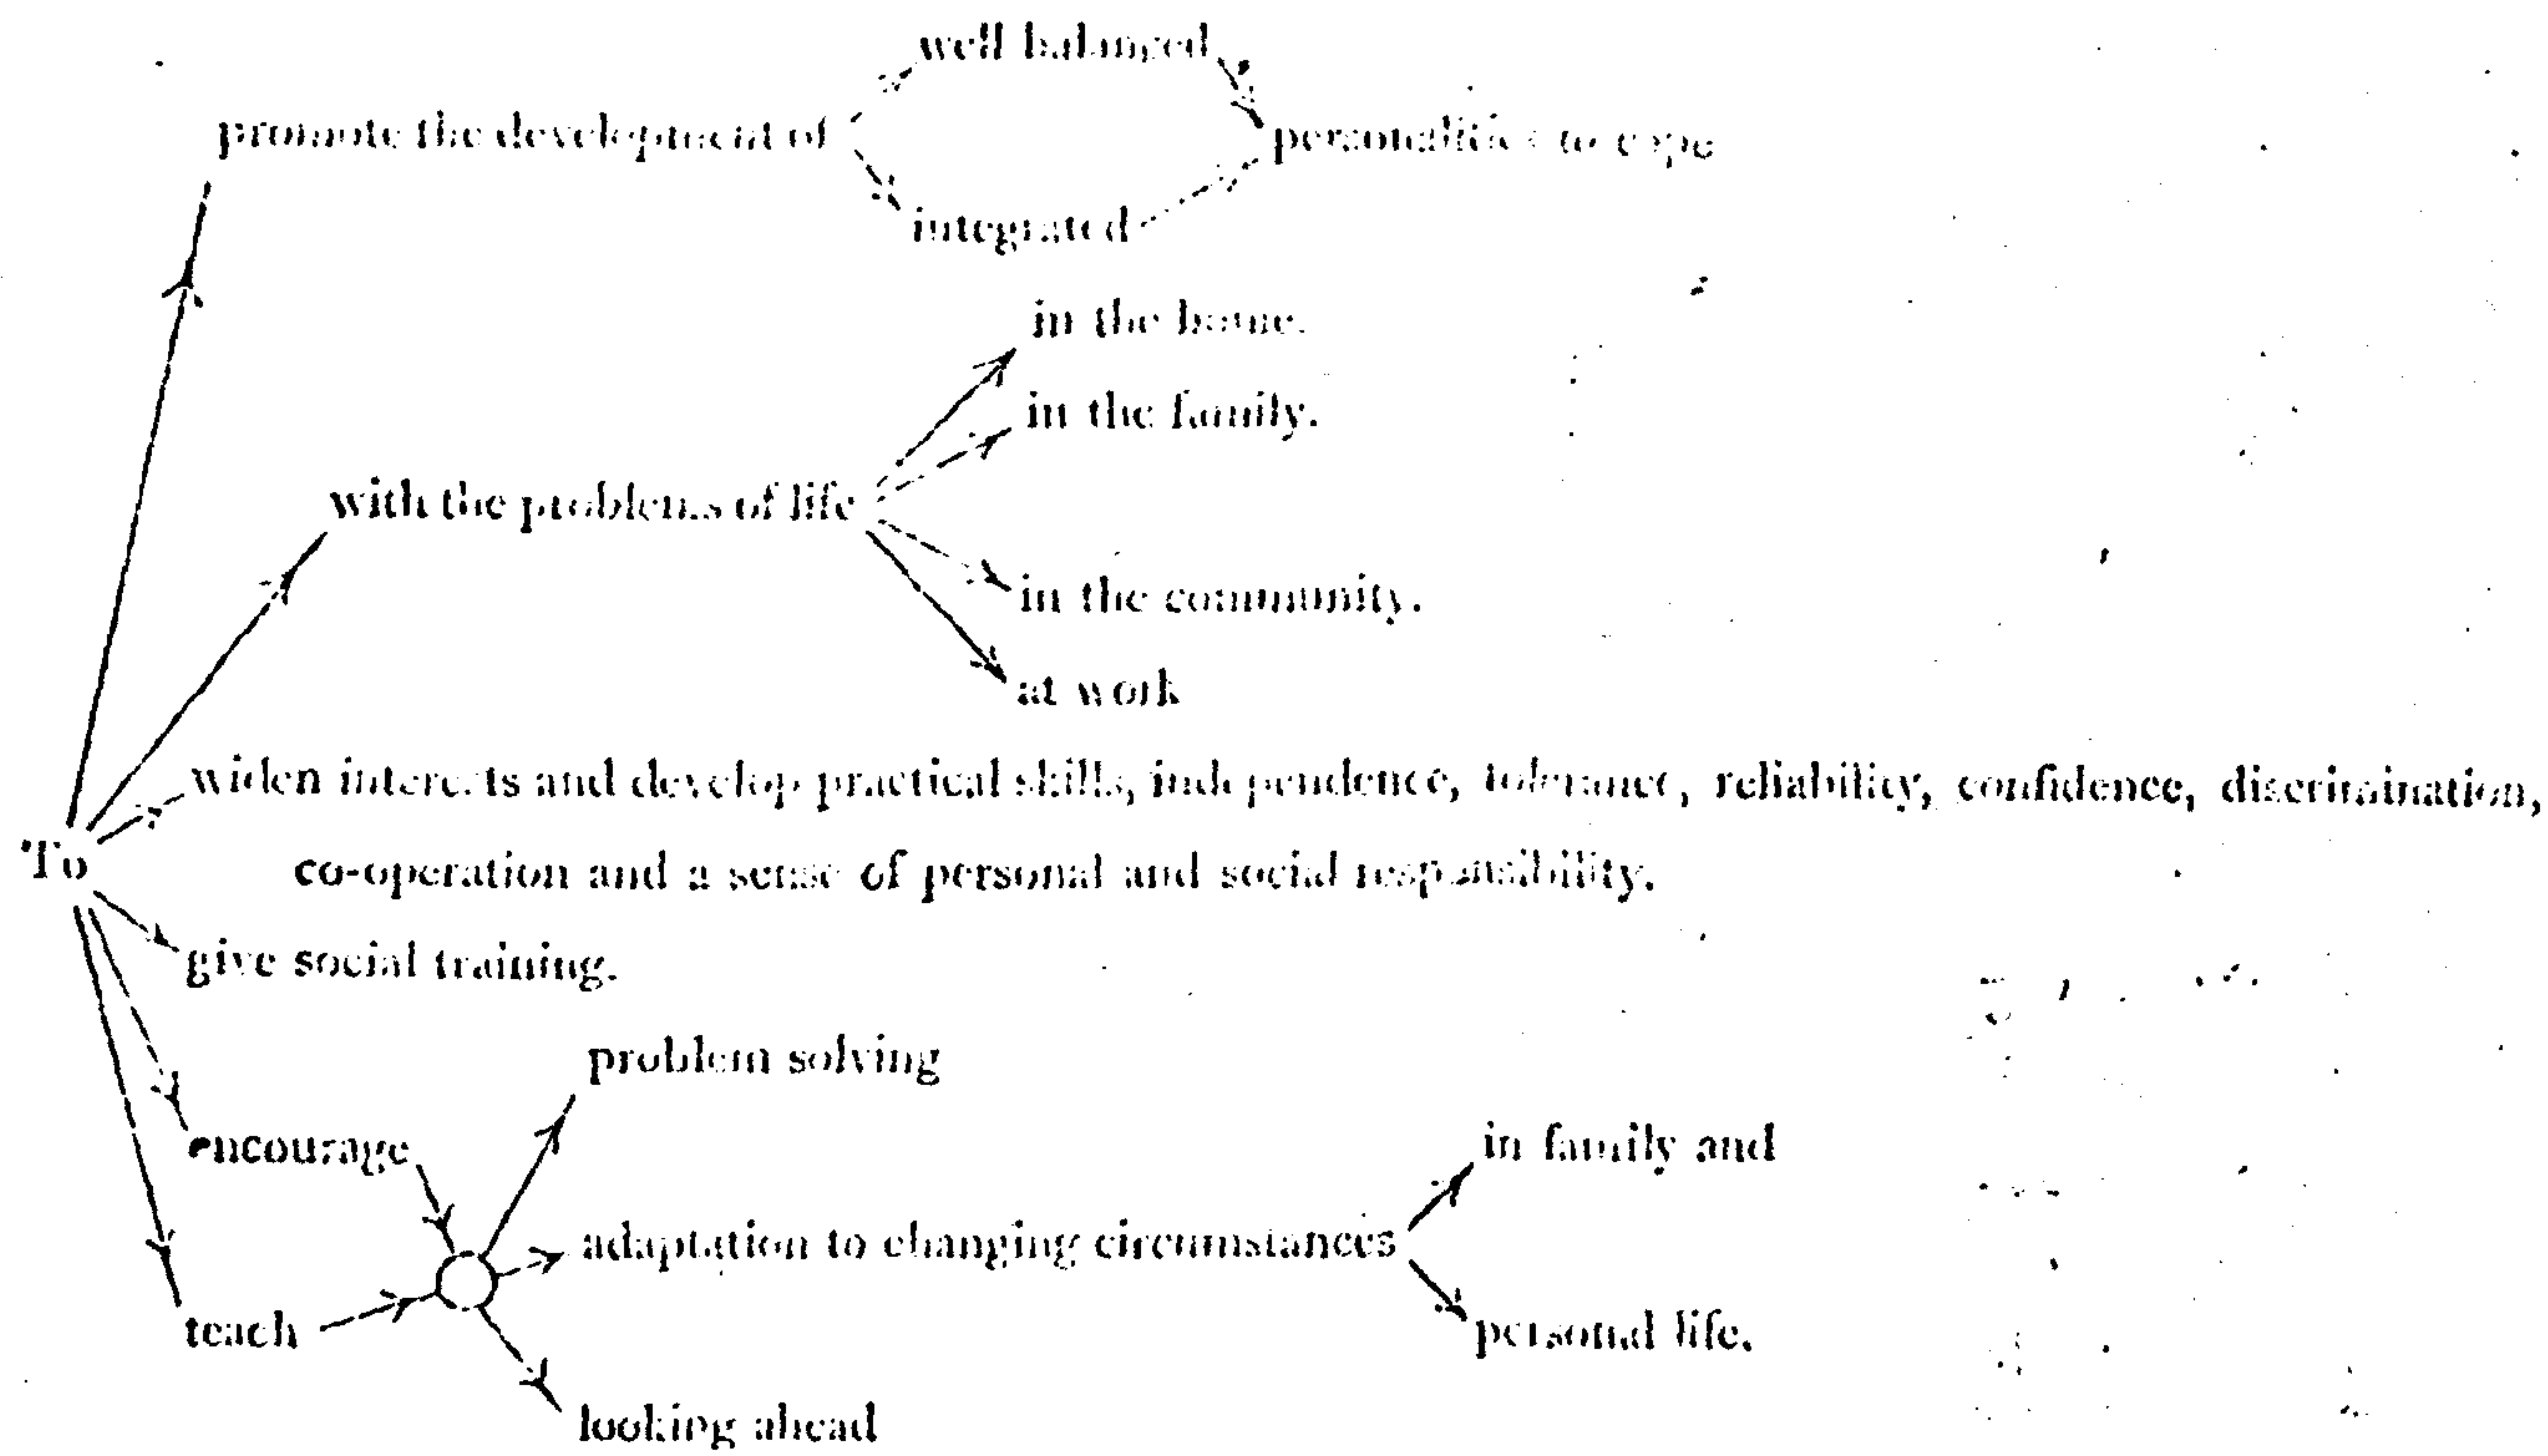 well balanced
promote the development of
personalities to cope
integrated
in the home.
in the family.
with the problems of life
in the community.
at work
widen interests and develop practical skills, independence, tolerance, reliability, confidence, discrimination,
To
co-operation and a sense of personal and social responsibility.
give social training.
problem solving
encourage
in family and
adaptation to changing circumstances
teach
personal life.
looking ahead